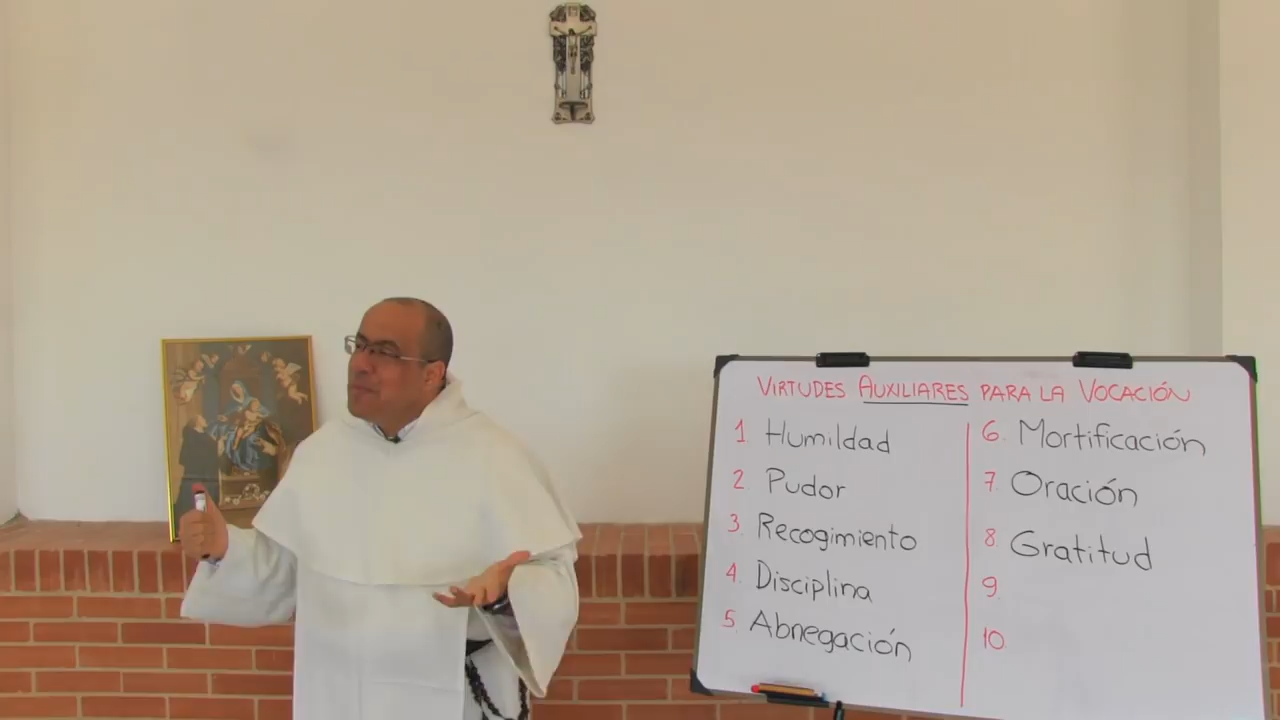 VIRTUDES AUXILIARES PARA LA VOCACIÓN
1 Humildad
2. Pudor
3. Recogimiento
4. Disciplina
5. Abnegación
6. Mortificación
7. Oración
8. Gratitud
9.
10.